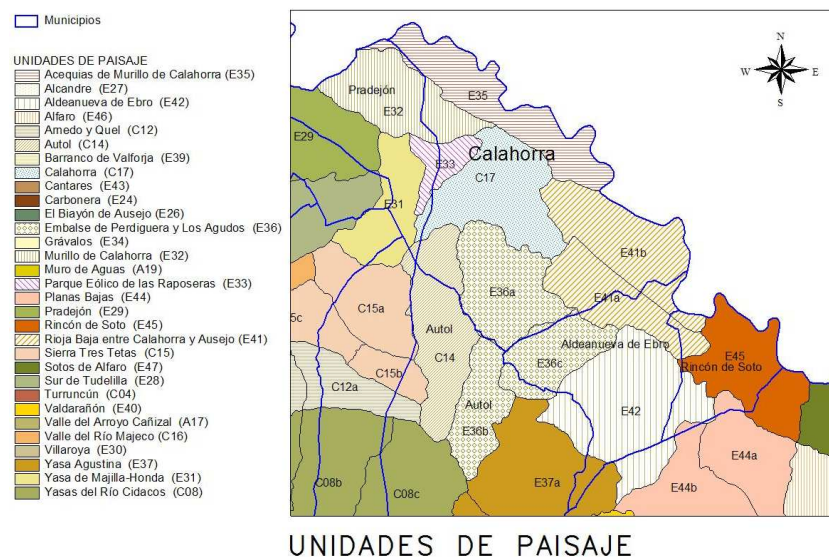 Municipios
UNIDADES DE PAISAJE
Acequias de Murillo de Calahorra (E35)
Alcandre (E27)
Aldeanueva de Ebro (E42)
Alfaro (E46)
Arnedo y Quel (C12)
Autol (C14)
Barranco de Valforja (E39)
Calahorra (C17)
Cantares (E43)
Carbonera (E24)
El Biayón de Ausejo (E26)
Embalse de Perdiguera y Los Agudos (E36)
Grávalos (E34)
Murillo de Calahorra (E32)
Muro de Aguas (A19)
Parque Eólico de las Raposeras (E33)
Planas Bajas (E44)
Pradejón (E29)
Rincón de Soto (E45)
Rioja Baja entre Calahorra y Ausejo (E41)
Sierra Tres Tetas (C15)
Sotos de Alfaro (E47)
Sur de Tudelilla (E28)
Turruncún (C04)
Valdarañón (E40)
Valle del Arroyo Cañizal (A17)
Valle del Río Majeco (C16)
Villaroya (E30)
Yasa Agustina (E37)
Yasa de Majilla-Honda (E31)
Yasas del Río Cidacos (C08)
N
W E
S
Pradejón
E35
E32
E29
E33
Calahorra
C17
E31
E41b
E36a
E41a
C15a
5c
Autol
Aldeanueva de Ebro
C14
E36c
E45
Rincón de Soto
C15b
C12a
Autol
E42
E36b
E44a
C08b
C08c
E37a
E44b
UNIDADES DE PAISAJE